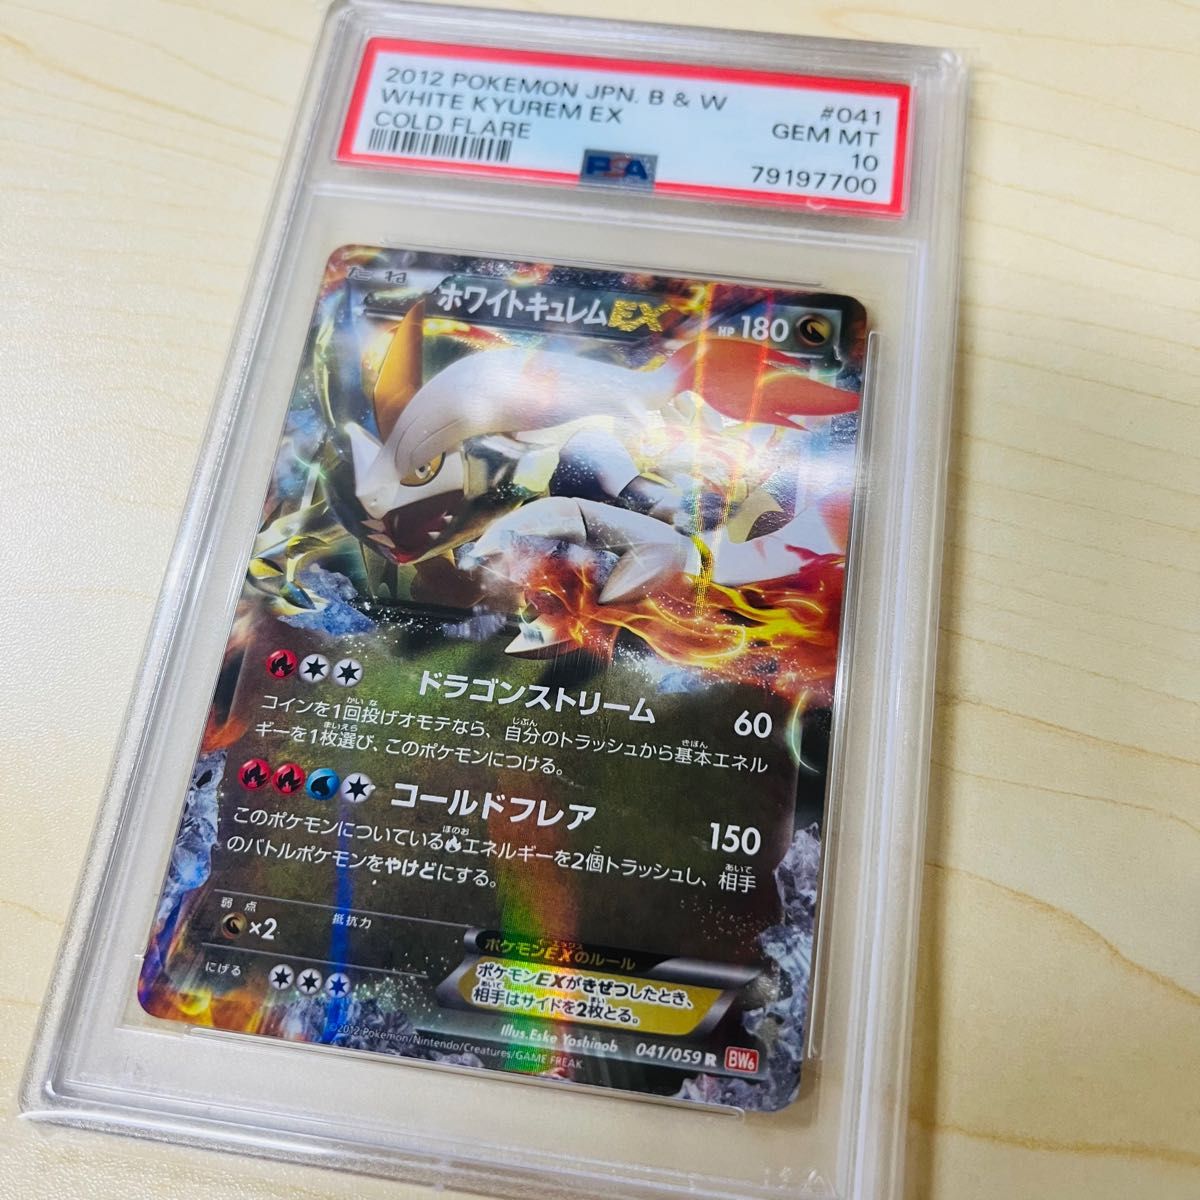 2012 POKEMON JPN. B & W #041
WHITE KYUREM EX GEM MT
COLD FLARE 10
PSA 79197700
たね ホワイトキュレムEX HP 180
ドラゴンストリーム 60
コインを1回投げオモテなら、自分のトラッシュから基本エネル
ギーを1枚選び、このポケモンにつける。
コールドフレア 150
このポケモンについているエネルギーを2個トラッシュし、相手
のバトルポケモンをやけどにする。
弱点 抵抗力
×2
にげる
ポケモンEXのルール
ポケモンEXがきぜつしたとき、
相手はサイドを2枚とる。
Illus.Eske Yoshinob
©2012 Pokémon/Nintendo/Creatures/GAME FREAK.
041/059 R BW6